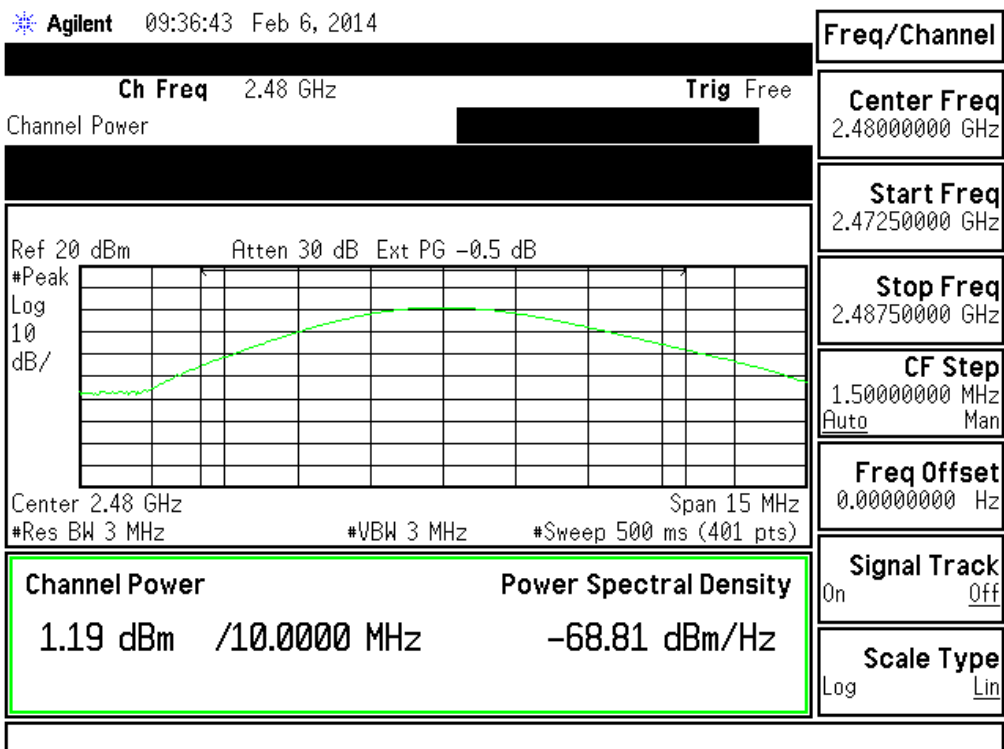 Agilent 09:36:43 Feb 6, 2014
Ch Freq 2.48 GHz Trig Free
Channel Power
Ref 20 dBm Atten 30 dB Ext PG -0.5 dB
#Peak
Log
10
dB/
Center 2.48 GHz Span 15 MHz
#Res BW 3 MHz #VBW 3 MHz #Sweep 500 ms (401 pts)
Channel Power Power Spectral Density
1.19 dBm /10.0000 MHz -68.81 dBm/Hz
Freq/Channel
Center Freq
2.48000000 GHz
Start Freq
2.47250000 GHz
Stop Freq
2.48750000 GHz
CF Step
1.50000000 MHz
Auto Man
Freq Offset
0.00000000 Hz
Signal Track
On Off
Scale Type
Log Lin